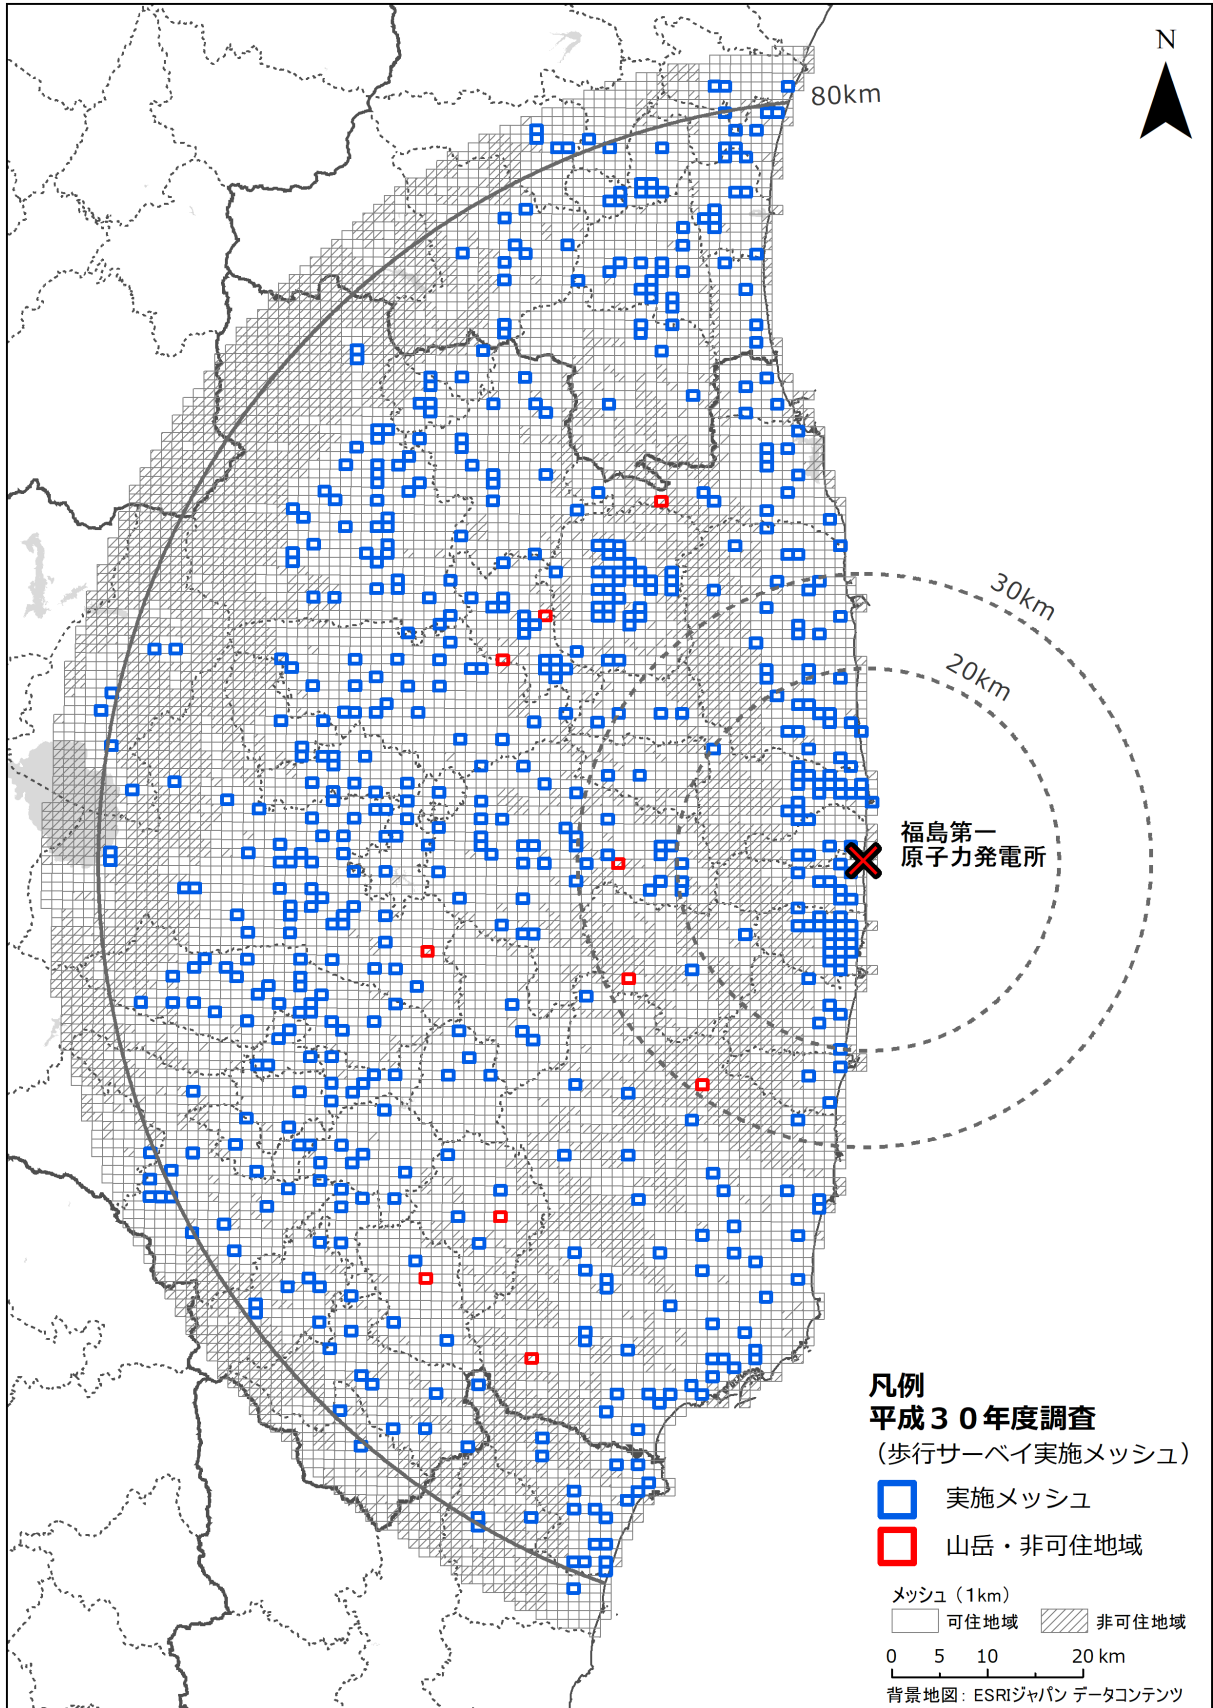 N
80km
30km
20km
福島第一
原子力発電所
凡例
平成３０年度調査
（歩行サーベイ実施メッシュ）
実施メッシュ
山岳・非可住地域
メッシュ（1km）
可住地域
非可住地域
0 5 10 20 km
背景地図： ESRIジャパン データコンテンツ